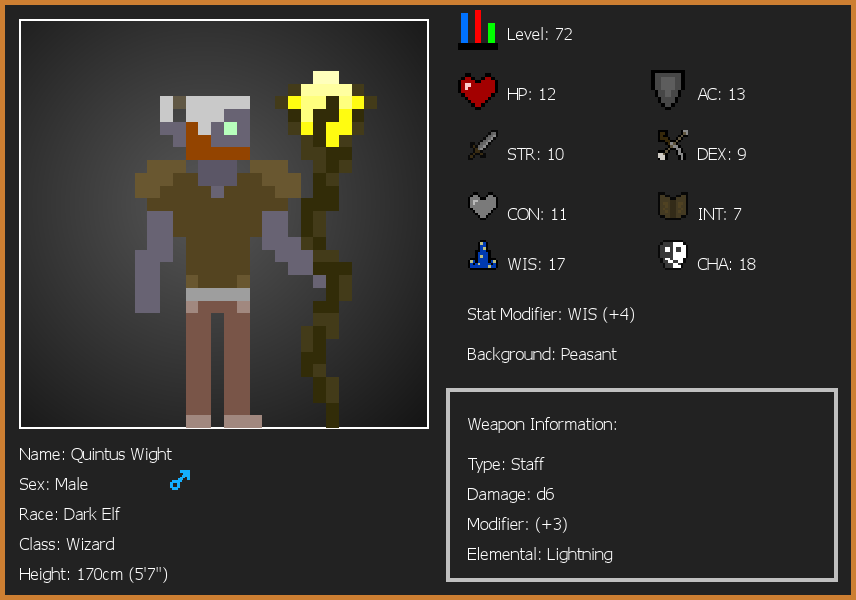 Level: 72
HP: 12
AC: 13
STR: 10
DEX: 9
CON: 11
INT: 7
WIS: 17
CHA: 18
Stat Modifier: WIS (+4)
Background: Peasant
Weapon Information:
Type: Staff
Damage: d6
Modifier: (+3)
Elemental: Lightning
Name: Quintus Wight
Sex: Male
Race: Dark Elf
Class: Wizard
Height: 170cm (5'7")